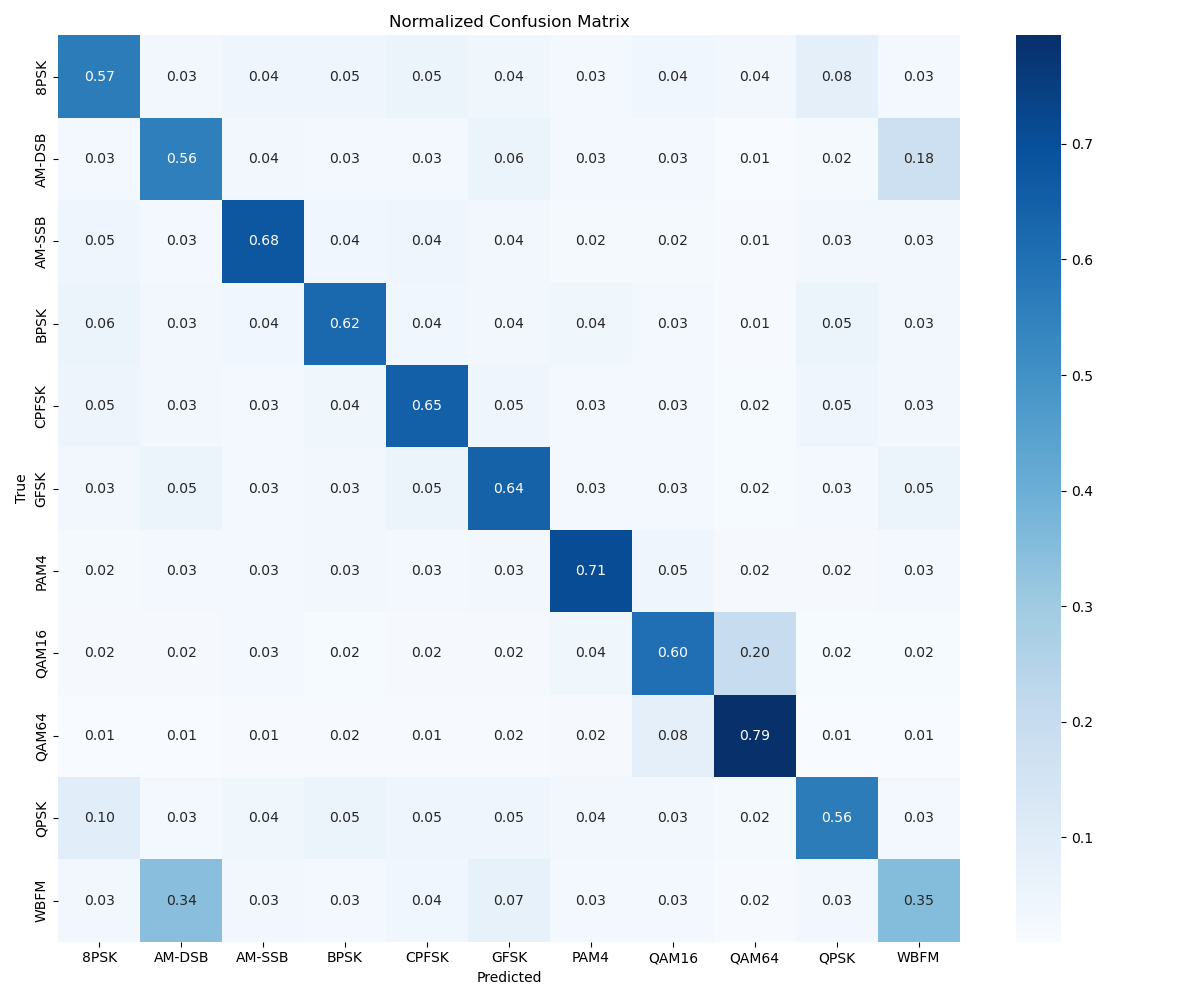 Normalized Confusion Matrix
8PSK 0.57 0.03 0.04 0.05 0.05 0.04 0.03 0.04 0.04 0.08 0.03
AM-DSB 0.03 0.56 0.04 0.03 0.03 0.06 0.03 0.03 0.01 0.02 0.18
AM-SSB 0.05 0.03 0.68 0.04 0.04 0.04 0.02 0.02 0.01 0.03 0.03
BPSK 0.06 0.03 0.04 0.62 0.04 0.04 0.04 0.03 0.01 0.05 0.03
CPFSK 0.05 0.03 0.03 0.04 0.65 0.05 0.03 0.03 0.02 0.05 0.03
GFSK 0.03 0.05 0.03 0.03 0.05 0.64 0.03 0.03 0.02 0.03 0.05
PAM4 0.02 0.03 0.03 0.03 0.03 0.03 0.71 0.05 0.02 0.02 0.03
QAM16 0.02 0.02 0.03 0.02 0.02 0.02 0.04 0.60 0.20 0.02 0.02
QAM64 0.01 0.01 0.01 0.02 0.01 0.02 0.02 0.08 0.79 0.01 0.01
QPSK 0.10 0.03 0.04 0.05 0.05 0.05 0.04 0.03 0.02 0.56 0.03
WBFM 0.03 0.34 0.03 0.03 0.04 0.07 0.03 0.03 0.02 0.03 0.35
True
8PSK AM-DSB AM-SSB BPSK CPFSK GFSK PAM4 QAM16 QAM64 QPSK WBFM
Predicted
0.7
0.6
0.5
0.4
0.3
0.2
0.1